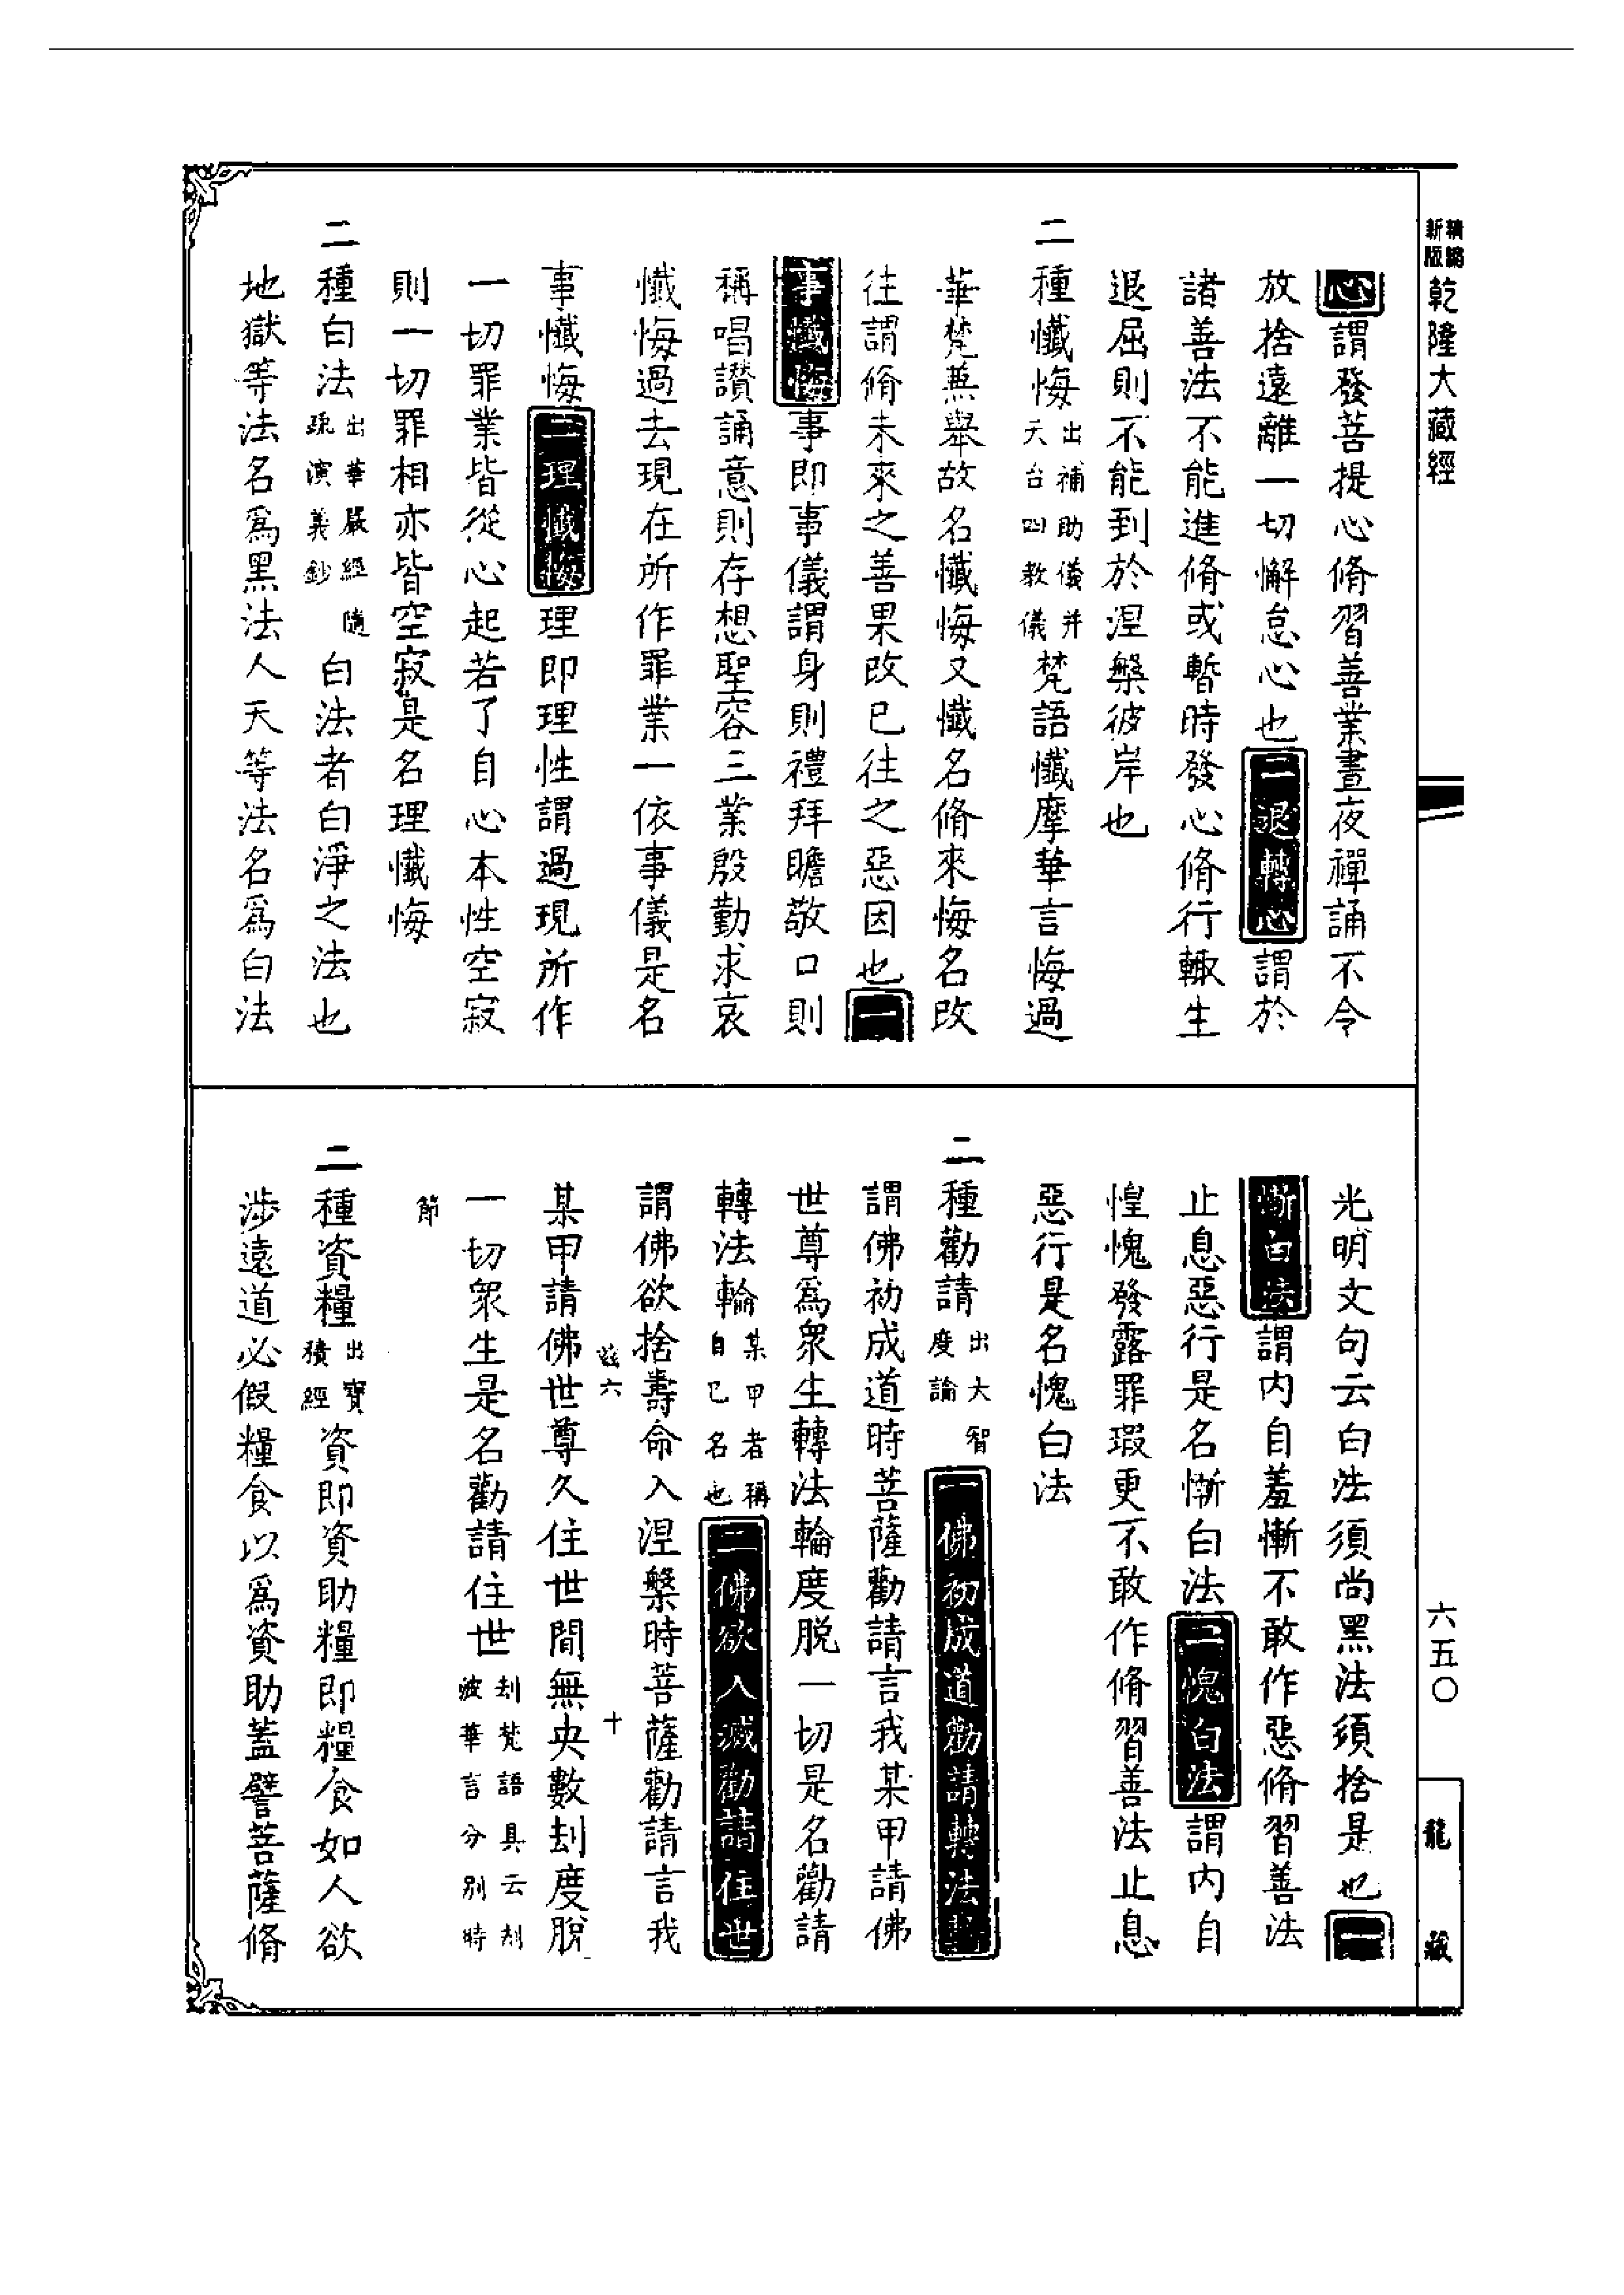 精縮新版乾隆大藏經
六五〇
龍藏
心謂發菩提心脩習善業晝夜禪誦不令
放捨遠離一切懈怠心也二退轉心謂於
諸善法不能進脩或暫時發心脩行輙生
退屈則不能到於涅槃彼岸也
二種懺悔出補助儀并天台四教儀梵語懺摩華言悔過
華梵無舉故名懺悔又懺名脩來悔名改
往謂脩未來之善果改已往之惡因也一
事懺悔事即事儀謂身則禮拜瞻敬口則
稱唱讚誦意則存想聖容三業殷勤求哀
懺悔過去現在所作罪業一依事儀是名
事懺悔二理懺悔理即理性謂過現所作
一切罪業皆從心起若了自心本性空寂
則一切罪相亦皆空寂是名理懺悔
二種白法出華嚴經隨疏演義鈔白法者白淨之法也
地獄等法名爲黑法人天等法名爲白法
光明文句云白法須尚黑法須捨是也一
慚白法謂內自羞慚不敢作惡脩習善法
止息惡行是名慚白法二愧白法謂內自
惶愧發露罪瑕更不敢作脩習善法止息
惡行是名愧白法
二種勸請出大智度論一佛初成道勸請轉法輪
謂佛初成道時菩薩勸請言我某甲請佛
世尊爲衆生轉法輪度脫一切是名勸請
轉法輪某甲者稱自己名也二佛欲入滅勸請住世
謂佛欲捨壽命入涅槃時菩薩勸請言我
茲六 十
某甲請佛世尊久住世間無央數刦度脫
一切衆生是名勸請住世刦梵語具云刦波華言分別時
節
二種資糧出寶積經資即資助糧即糧食如人欲
涉遠道必假糧食以爲資助蓋譬菩薩脩